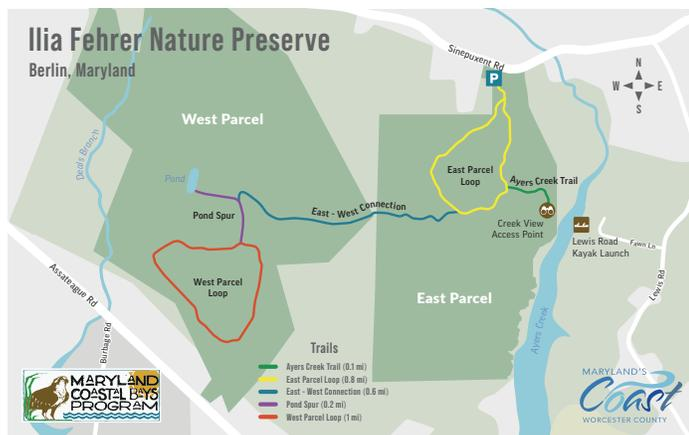 Ilia Fehrer Nature Preserve
Berlin, Maryland
Sinepuxent Rd
P
N
W
E
S
West Parcel
Deals Branch
Pond
East Parcel
Loop
Ayers Creek Trail
Pond Spur
East - West Connection
Creek View
Access Point
Lewis Road
Kayak Launch
Fawn Ln
Lewis Rd
Assateague Rd
West Parcel
Loop
East Parcel
Burbage Rd
Ayers Creek
Trails
Ayers Creek Trail (0.1 mi)
East Parcel Loop (0.8 mi)
East - West Connection (0.6 mi)
Pond Spur (0.2 mi)
West Parcel Loop (1 mi)
MARYLAND
COASTAL BAYS
PROGRAM
MARYLAND'S
Coast
WORCESTER COUNTY